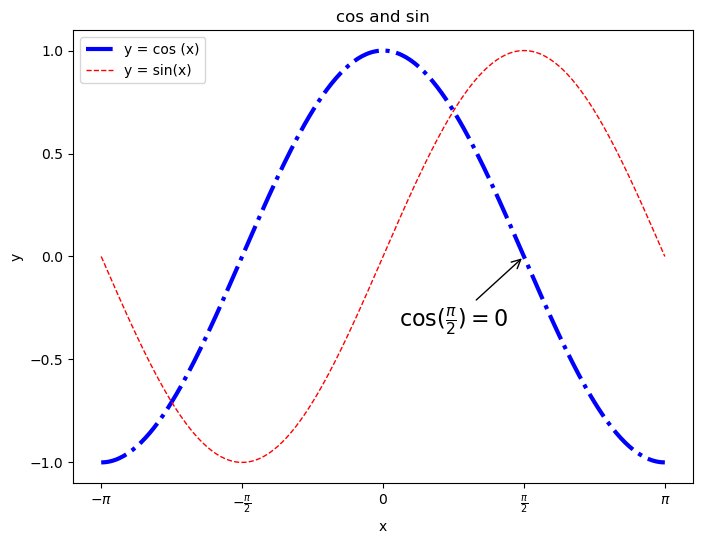 cos and sin
y = cos (x)
y = sin(x)
1.0
0.5
0.0
−0.5
−1.0
y
cos(π/2) = 0
−π
−π/2
0
π/2
π
x